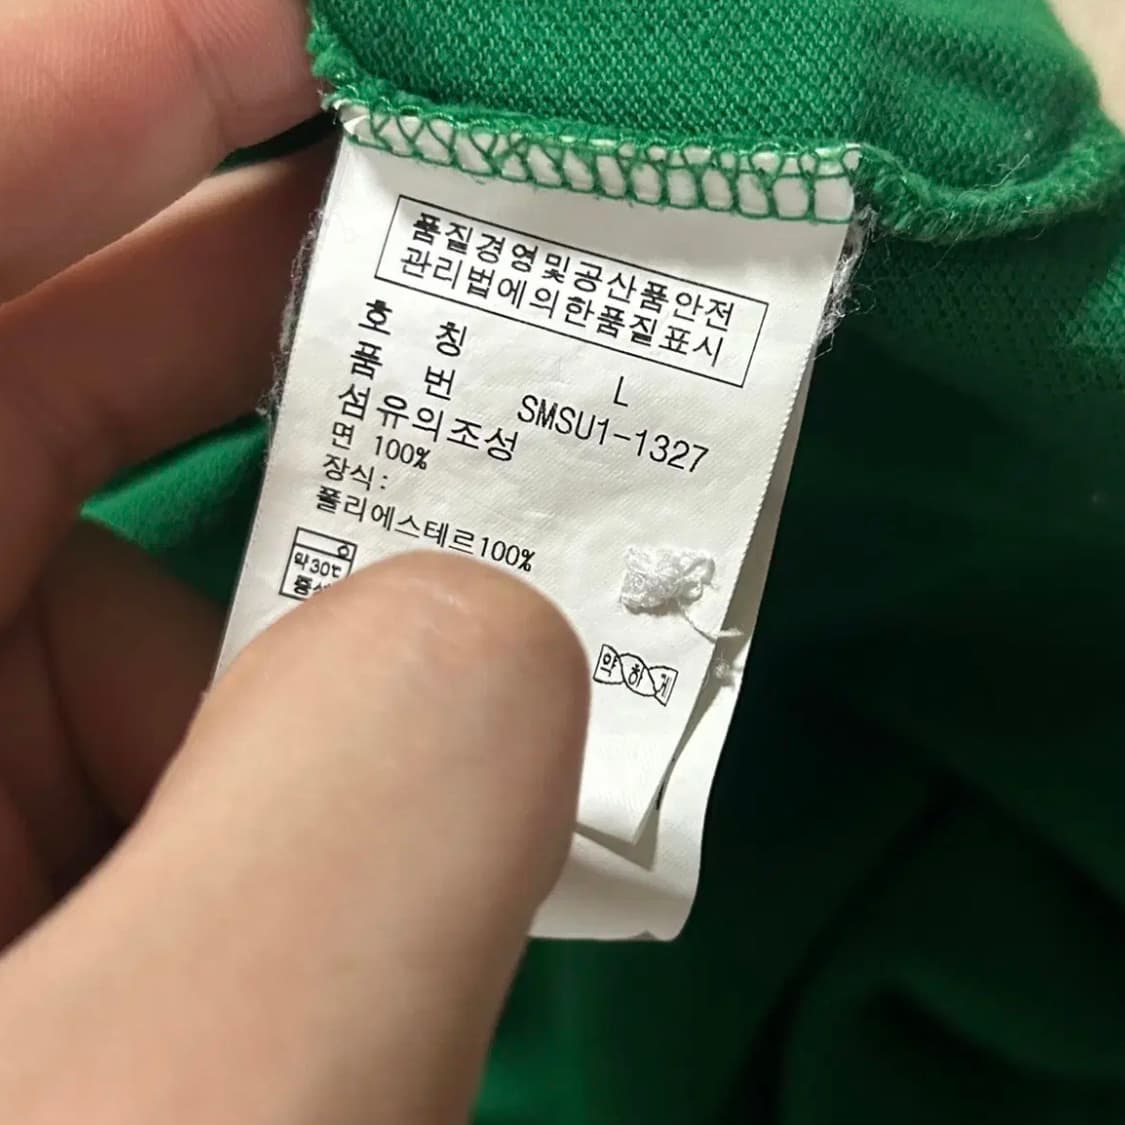 품질경영및공산품안전
관리법에의한품질표시
호 칭 L
품 번 SMSU1-1327
섬유의조성
면 100%
장식:
폴리에스테르100%
약30℃
약하게